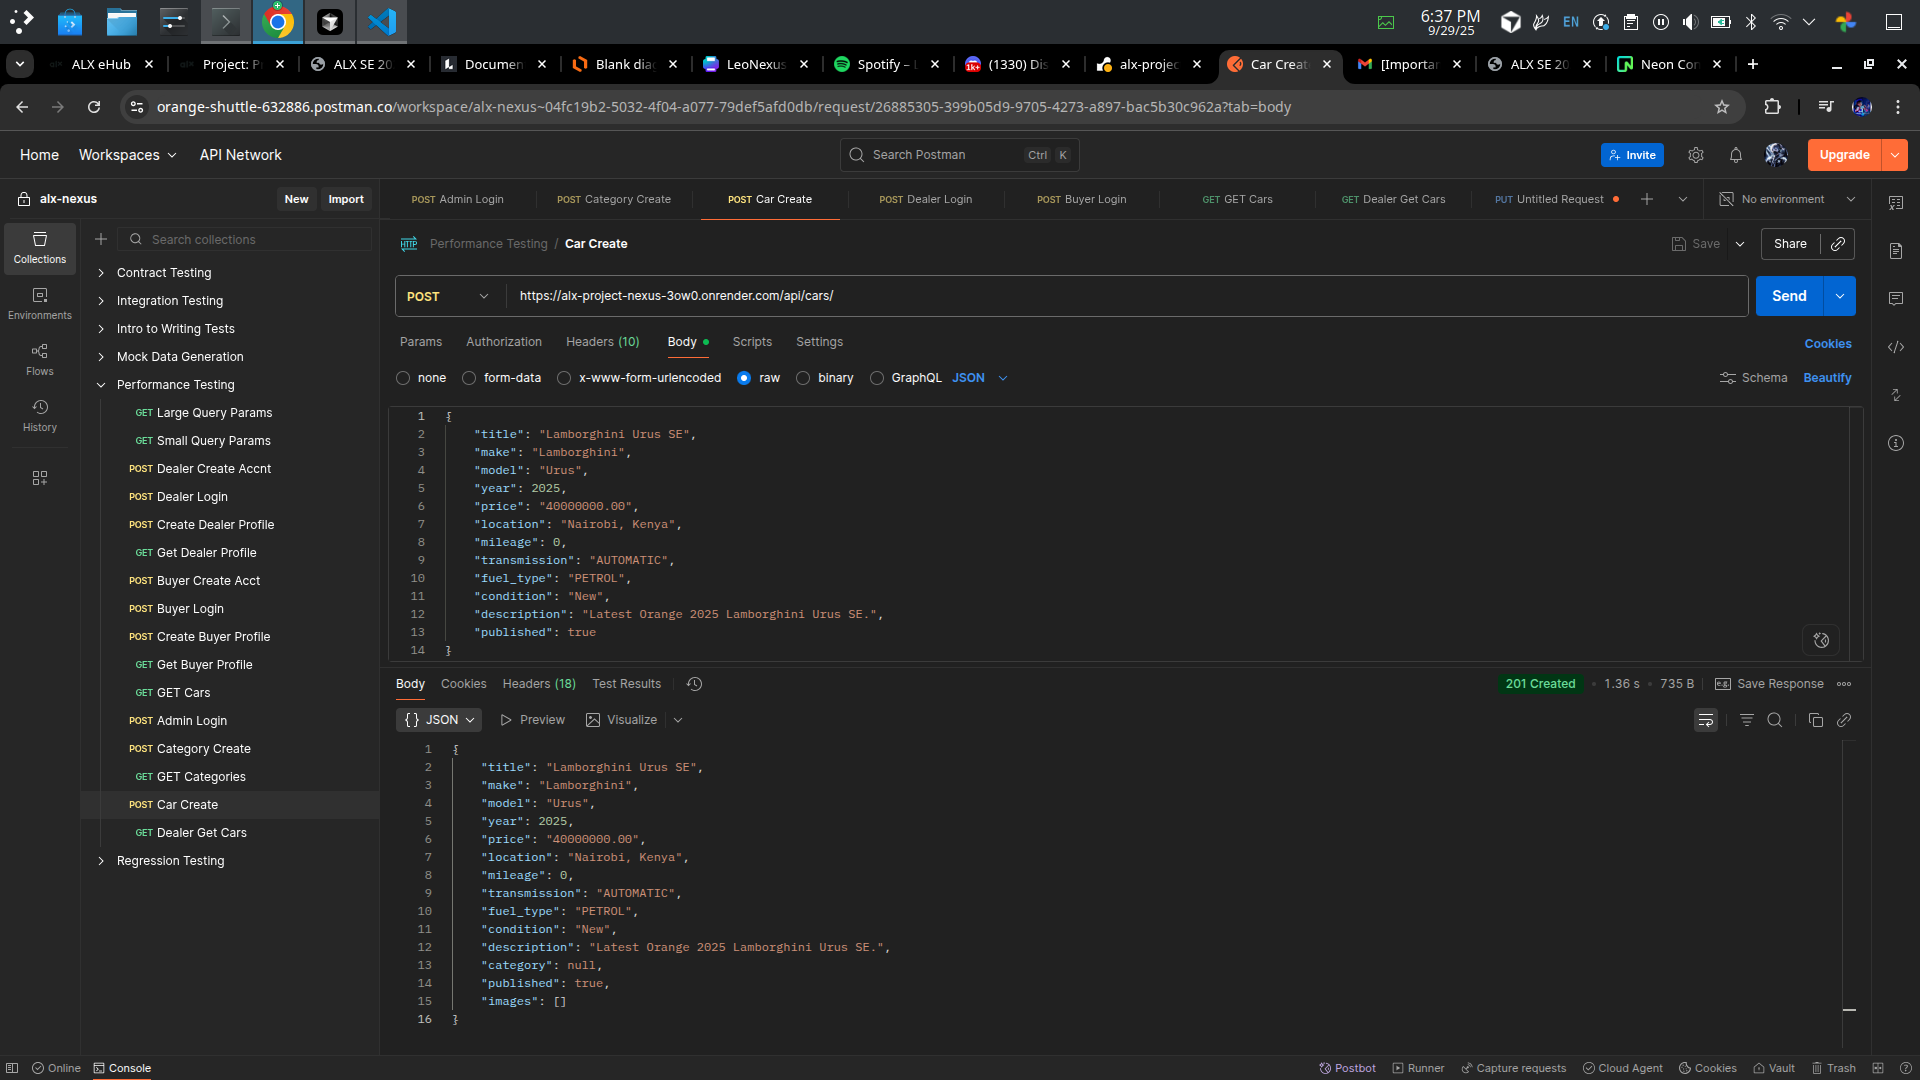 6:37 PM
9/29/25
EN
ALX eHub
Project: P
ALX SE 20
Documen
Blank dia
LeoNexus
Spotify – L
(1330) Dis
alx-projec
Car Creat
[Importan
ALX SE 20
Neon Con
orange-shuttle-632886.postman.co/workspace/alx-nexus~04fc19b2-5032-4f04-a077-79def5afd0db/request/26885305-399b05d9-9705-4273-a897-bac5b30c962a?tab=body
Home
Workspaces
API Network
Search Postman
Ctrl
K
Invite
Upgrade
alx-nexus
New
Import
POST Admin Login
POST Category Create
POST Car Create
POST Dealer Login
POST Buyer Login
GET GET Cars
GET Dealer Get Cars
PUT Untitled Request
No environment
Collections
Environments
Flows
History
Search collections
Contract Testing
Integration Testing
Intro to Writing Tests
Mock Data Generation
Performance Testing
GET Large Query Params
GET Small Query Params
POST Dealer Create Accnt
POST Dealer Login
POST Create Dealer Profile
GET Get Dealer Profile
POST Buyer Create Acct
POST Buyer Login
POST Create Buyer Profile
GET Get Buyer Profile
GET GET Cars
POST Admin Login
POST Category Create
GET GET Categories
POST Car Create
GET Dealer Get Cars
Regression Testing
HTTP Performance Testing / Car Create
Save
Share
POST
https://alx-project-nexus-3ow0.onrender.com/api/cars/
Send
Params
Authorization
Headers (10)
Body
Scripts
Settings
Cookies
none
form-data
x-www-form-urlencoded
raw
binary
GraphQL
JSON
Schema
Beautify
1 {
2 "title": "Lamborghini Urus SE",
3 "make": "Lamborghini",
4 "model": "Urus",
5 "year": 2025,
6 "price": "40000000.00",
7 "location": "Nairobi, Kenya",
8 "mileage": 0,
9 "transmission": "AUTOMATIC",
10 "fuel_type": "PETROL",
11 "condition": "New",
12 "description": "Latest Orange 2025 Lamborghini Urus SE.",
13 "published": true
14 }
Body
Cookies
Headers (18)
Test Results
201 Created
1.36 s
735 B
e.g. Save Response
{} JSON
Preview
Visualize
1 {
2 "title": "Lamborghini Urus SE",
3 "make": "Lamborghini",
4 "model": "Urus",
5 "year": 2025,
6 "price": "40000000.00",
7 "location": "Nairobi, Kenya",
8 "mileage": 0,
9 "transmission": "AUTOMATIC",
10 "fuel_type": "PETROL",
11 "condition": "New",
12 "description": "Latest Orange 2025 Lamborghini Urus SE.",
13 "category": null,
14 "published": true,
15 "images": []
16 }
Online
Console
Postbot
Runner
Capture requests
Cloud Agent
Cookies
Vault
Trash